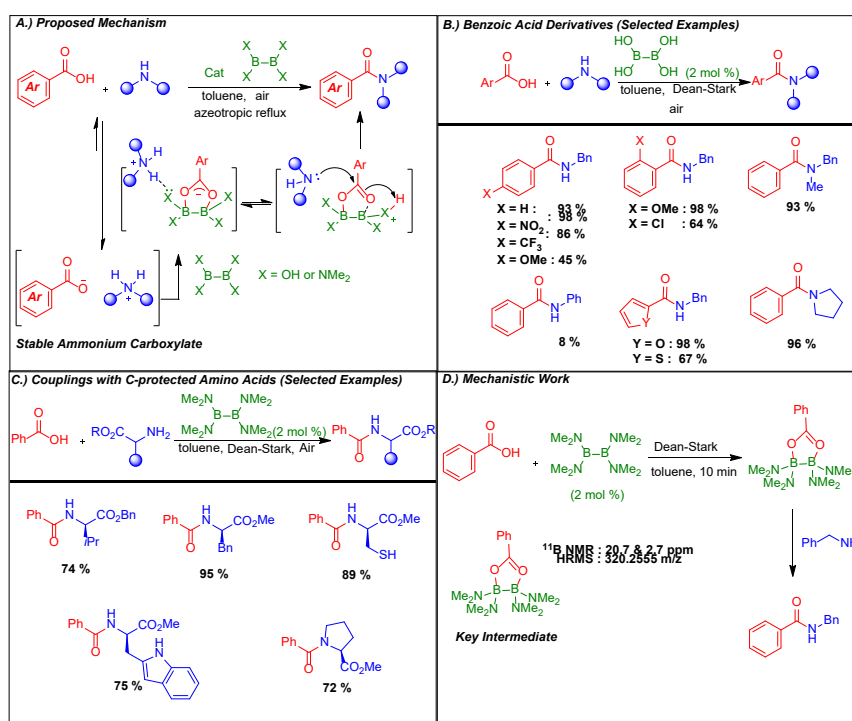 A.) Proposed Mechanism
O
OH
Ar
+
H
N
Cat
X X
B-B
X X
toluene, air
azeotropic reflux
O
N
Ar
H
N H
+
H
Ar
O O
−
X X
B-B
X X
N:
H
Ar
O O
X X H
B-B
X X +
O
O⊖
Ar
H H
N
+
X X
B-B
X X
X = OH or NMe2
Stable Ammonium Carboxylate
B.) Benzoic Acid Derivatives (Selected Examples)
O
Ar OH
+
H
N
HO OH
B-B
HO OH (2 mol %)
toluene, Dean-Stark
air
O
Ar N
O
N Bn
H
X
X = H : 93 %
X = NO2 : 98 %
X = CF3 86 %
X = OMe : 45 %
X O
N Bn
H
X = OMe : 98 %
X = Cl : 64 %
O
N Bn
Me
93 %
O
N Ph
H
8 %
O
N Bn
H
Y
Y = O : 98 %
Y = S : 67 %
O
N
96 %
C.) Couplings with C-protected Amino Acids (Selected Examples)
O
Ph OH
+
RO2C NH2
Me2N NMe2
B-B
Me2N NMe2 (2 mol %)
toluene, Dean-Stark, Air
H
Ph N CO2R
O
H
Ph N CO2Bn
O
iPr
74 %
H
Ph N CO2Me
O
Bn
95 %
H
Ph N CO2Me
O
SH
89 %
H
Ph N CO2Me
O
H
N
75 %
Ph N
O
CO2Me
72 %
D.) Mechanistic Work
O
OH
+
Me2N NMe2
B-B
Me2N NMe2
(2 mol %)
Dean-Stark
toluene, 10 min
Ph
O O
B-B
Me2N NMe2
Me2N NMe2
Ph
11B NMR : 20.7 & 2.7 ppm
HRMS : 320.2555 m/z
Ph
O O
B-B
Me2N NMe2
Me2N NMe2
Key Intermediate
O
N Bn
H